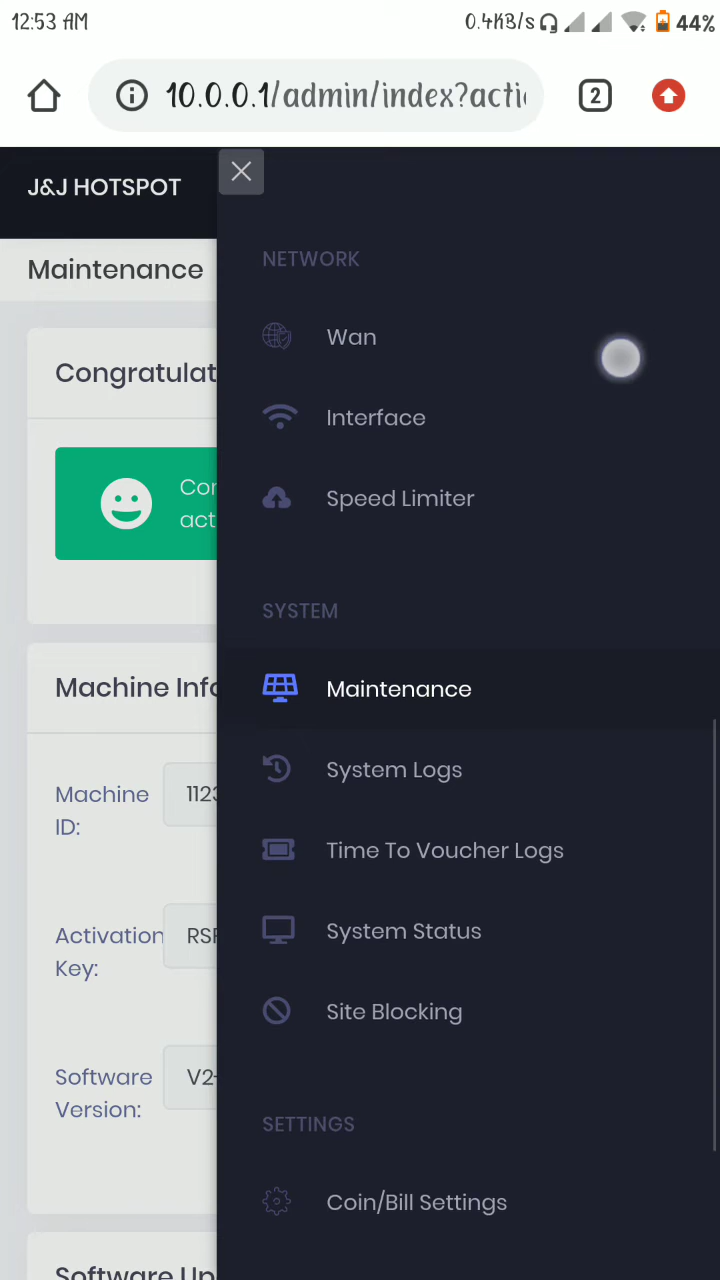 12:53 AM
0.4KB/s
44%
10.0.0.1/admin/index?acti
2
J&J HOTSPOT
Maintenance
Congratulat
Con
act
Machine Info
Machine
ID:
1123
Activation
Key:
Software
Version:
V2-
Software Up
NETWORK
Wan
Interface
Speed Limiter
SYSTEM
Maintenance
System Logs
Time To Voucher Logs
System Status
Site Blocking
SETTINGS
Coin/Bill Settings